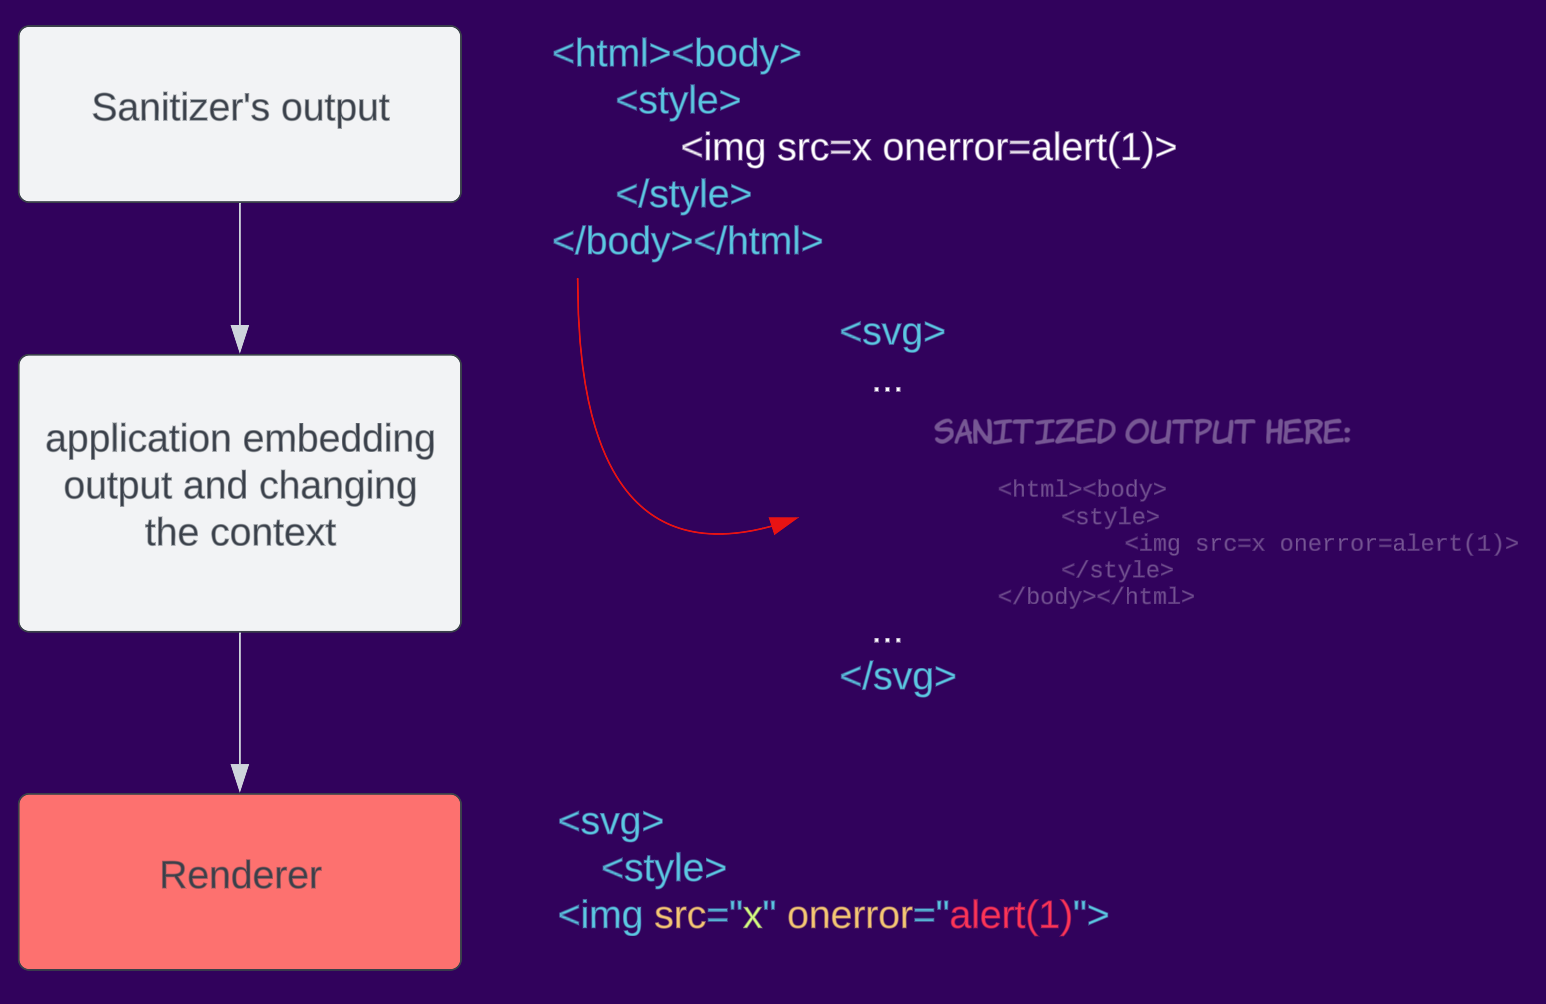 Sanitizer's output
<html><body>
<style>
<img src=x onerror=alert(1)>
</style>
</body></html>
application embedding
output and changing
the context
<svg>
...
SANITIZED OUTPUT HERE:
<html><body>
<style>
<img src=x onerror=alert(1)>
</style>
</body></html>
...
</svg>
Renderer
<svg>
<style>
<img src="x" onerror="alert(1)">